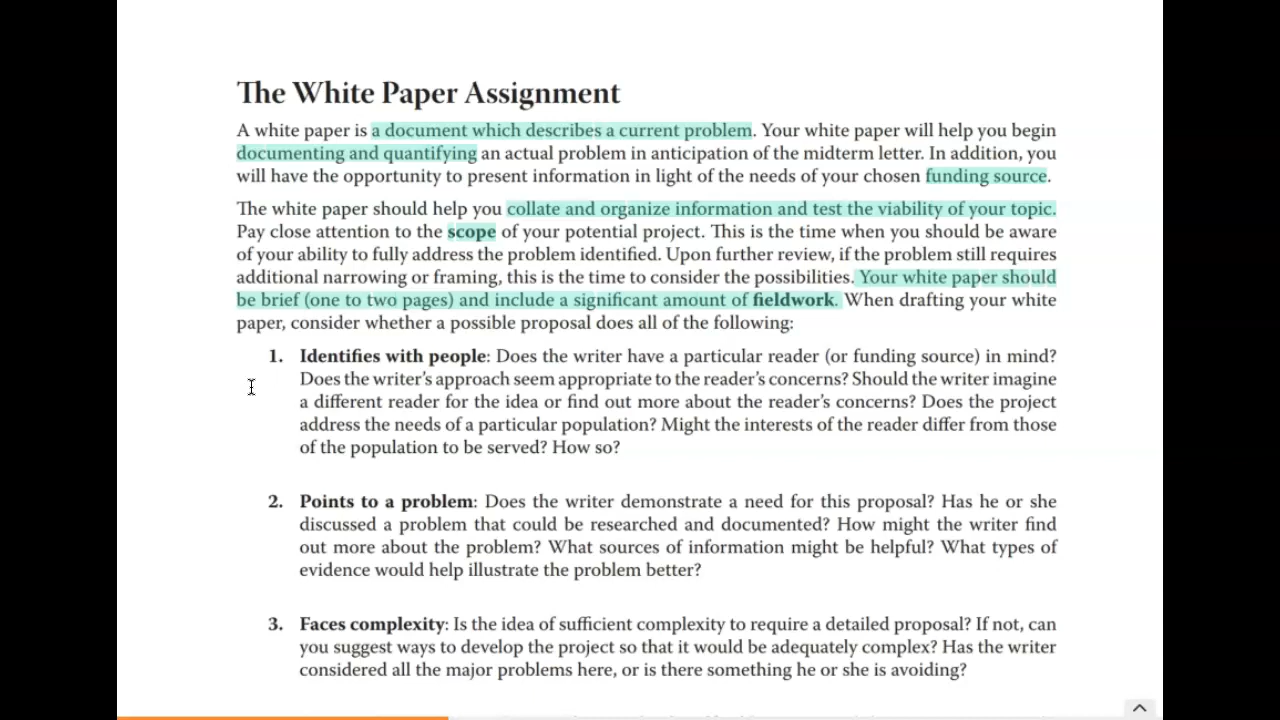 The White Paper Assignment
A white paper is a document which describes a current problem. Your white paper will help you begin
documenting and quantifying an actual problem in anticipation of the midterm letter. In addition, you
will have the opportunity to present information in light of the needs of your chosen funding source.
The white paper should help you collate and organize information and test the viability of your topic.
Pay close attention to the scope of your potential project. This is the time when you should be aware
of your ability to fully address the problem identified. Upon further review, if the problem still requires
additional narrowing or framing, this is the time to consider the possibilities. Your white paper should
be brief (one to two pages) and include a significant amount of fieldwork. When drafting your white
paper, consider whether a possible proposal does all of the following:
1. Identifies with people: Does the writer have a particular reader (or funding source) in mind?
Does the writer's approach seem appropriate to the reader's concerns? Should the writer imagine
a different reader for the idea or find out more about the reader's concerns? Does the project
address the needs of a particular population? Might the interests of the reader differ from those
of the population to be served? How so?
2. Points to a problem: Does the writer demonstrate a need for this proposal? Has he or she
discussed a problem that could be researched and documented? How might the writer find
out more about the problem? What sources of information might be helpful? What types of
evidence would help illustrate the problem better?
3. Faces complexity: Is the idea of sufficient complexity to require a detailed proposal? If not, can
you suggest ways to develop the project so that it would be adequately complex? Has the writer
considered all the major problems here, or is there something he or she is avoiding?